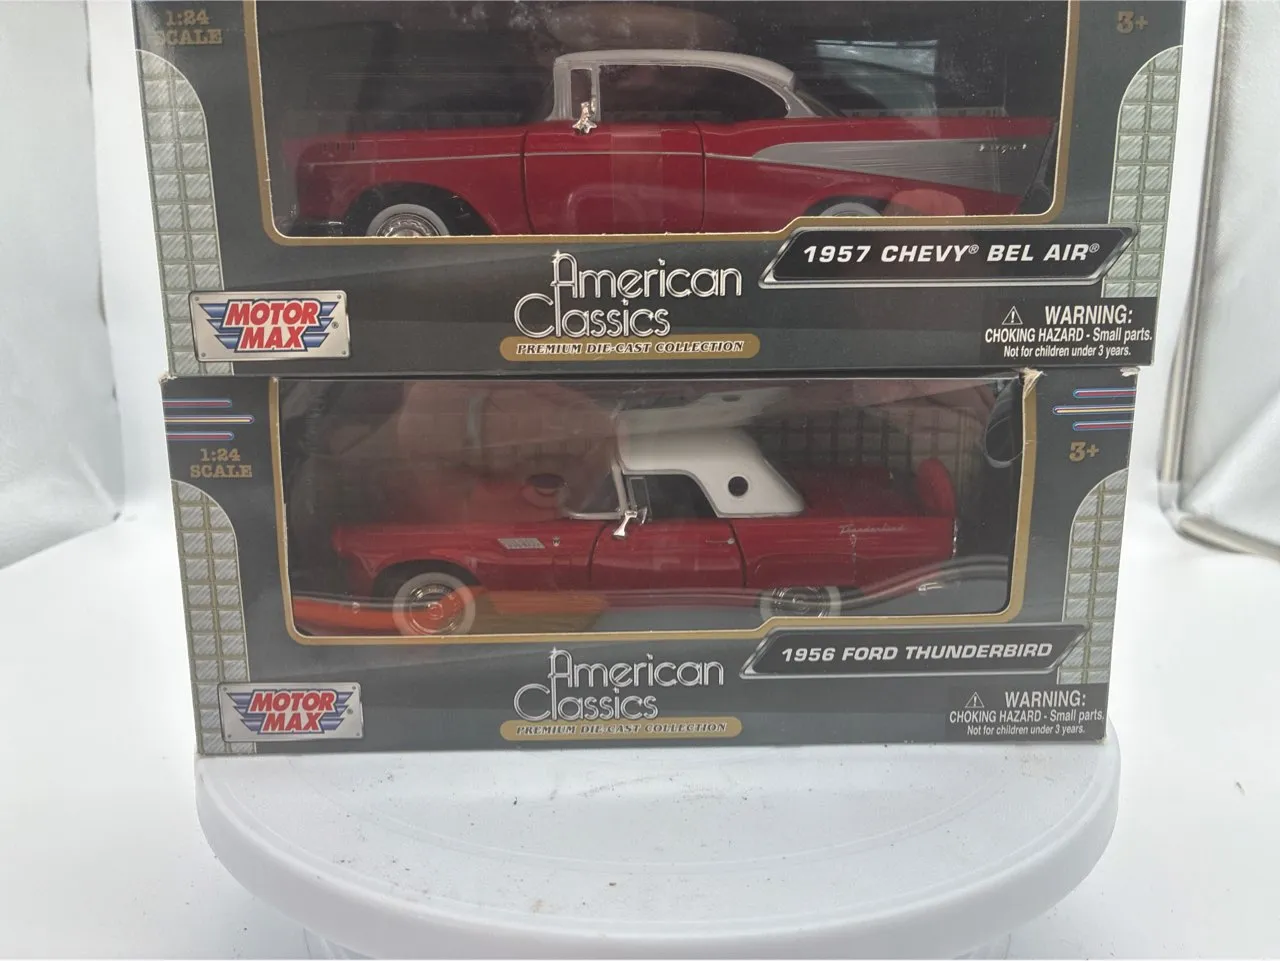 1:24
SCALE
3+
1957 CHEVY® BEL AIR®
American
Classics
PREMIUM DIE-CAST COLLECTION
MOTOR
MAX®
⚠ WARNING:
CHOKING HAZARD - Small parts.
Not for children under 3 years.
1:24
SCALE
3+
Thunderbird
1956 FORD THUNDERBIRD
American
Classics
PREMIUM DIE-CAST COLLECTION
MOTOR
MAX®
⚠ WARNING:
CHOKING HAZARD - Small parts.
Not for children under 3 years.